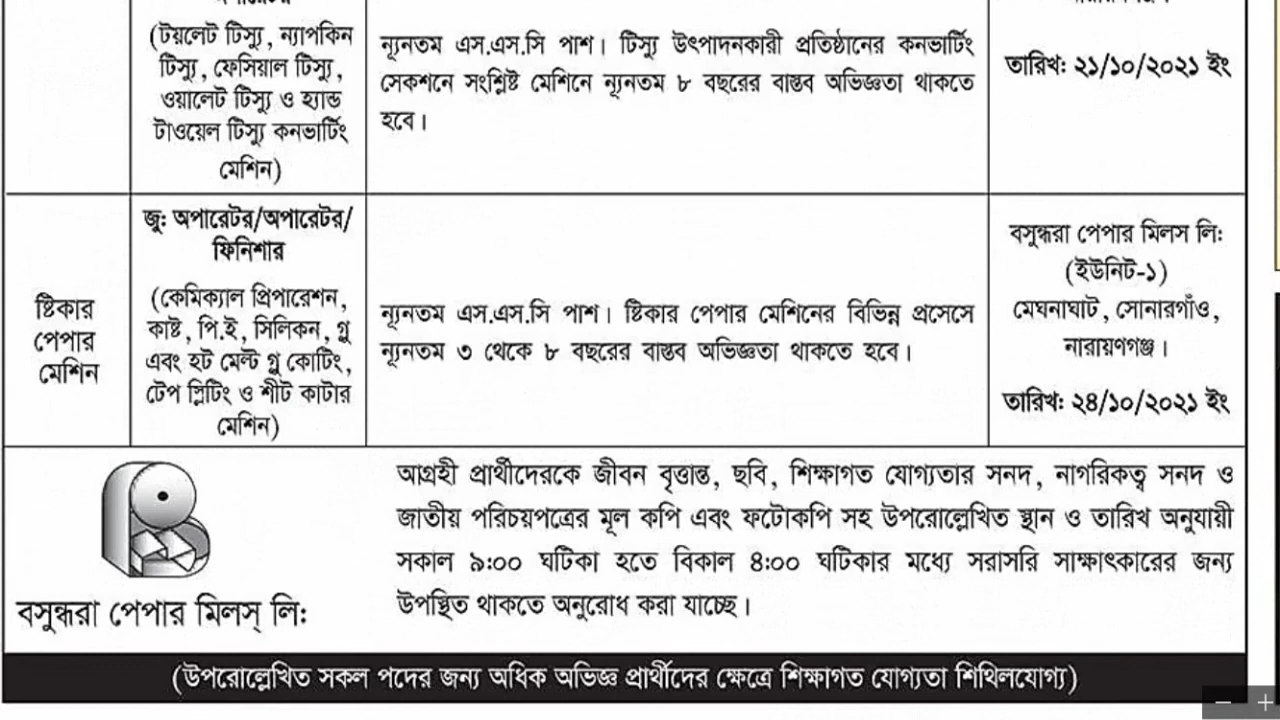 অপারেটর
(টয়লেট টিস্যু, ন্যাপকিন
টিস্যু, ফেসিয়াল টিস্যু,
ওয়ালেট টিস্যু ও হ্যান্ড
টাওয়েল টিস্যু কনভার্টিং
মেশিন)
ন্যূনতম এস.এস.সি পাশ। টিস্যু উৎপাদনকারী প্রতিষ্ঠানের কনভার্টিং
সেকশনে সংশ্লিষ্ট মেশিনে ন্যূনতম ৮ বছরের বাস্তব অভিজ্ঞতা থাকতে
হবে।
তারিখ: ২১/১০/২০২১ ইং
ষ্টিকার
পেপার
মেশিন
জু: অপারেটর/অপারেটর/
ফিনিশার
(কেমিক্যাল প্রিপারেশন,
কাষ্ট, পি.ই, সিলিকন, গ্লু
এবং হট মেল্ট গ্লু কোটিং,
টেপ স্লিটিং ও শীট কাটার
মেশিন)
ন্যূনতম এস.এস.সি পাশ। ষ্টিকার পেপার মেশিনের বিভিন্ন প্রসেসে
ন্যূনতম ৩ থেকে ৮ বছরের বাস্তব অভিজ্ঞতা থাকতে হবে।
বসুন্ধরা পেপার মিলস লি:
(ইউনিট-১)
মেঘনাঘাট, সোনারগাঁও,
নারায়ণগঞ্জ।
তারিখ: ২৪/১০/২০২১ ইং
বসুন্ধরা পেপার মিলস্ লি:
আগ্রহী প্রার্থীদেরকে জীবন বৃত্তান্ত, ছবি, শিক্ষাগত যোগ্যতার সনদ, নাগরিকত্ব সনদ ও
জাতীয় পরিচয়পত্রের মূল কপি এবং ফটোকপি সহ উপরোল্লেখিত স্থান ও তারিখ অনুযায়ী
সকাল ৯:০০ ঘটিকা হতে বিকাল ৪:০০ ঘটিকার মধ্যে সরাসরি সাক্ষাৎকারের জন্য
উপস্থিত থাকতে অনুরোধ করা যাচ্ছে।
(উপরোল্লেখিত সকল পদের জন্য অধিক অভিজ্ঞ প্রার্থীদের ক্ষেত্রে শিক্ষাগত যোগ্যতা শিথিলযোগ্য)